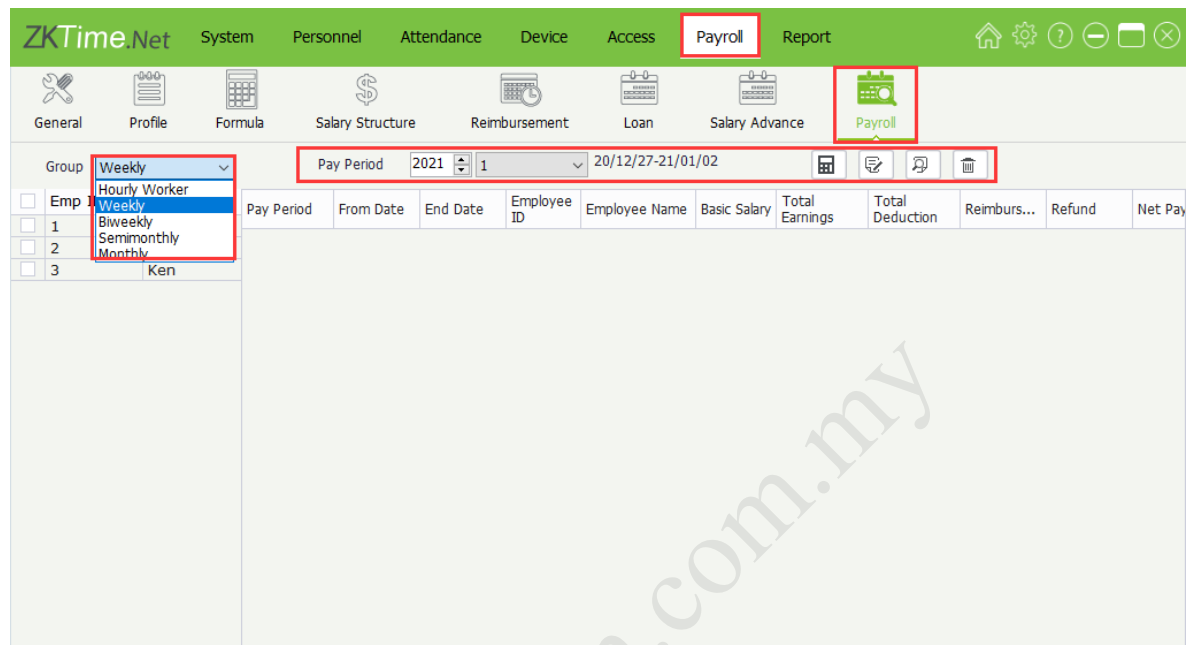 ZKTime.Net System Personnel Attendance Device Access Payroll Report
General Profile Formula Salary Structure Reimbursement Loan Salary Advance Payroll
Group Weekly Pay Period 2021 1 20/12/27-21/01/02
Hourly Worker
Weekly
Biweekly
Semimonthly
Monthly
Emp Pay Period From Date End Date Employee ID Employee Name Basic Salary Total Earnings Total Deduction Reimburs... Refund Net Pay
1
2
3 Ken
.com.my